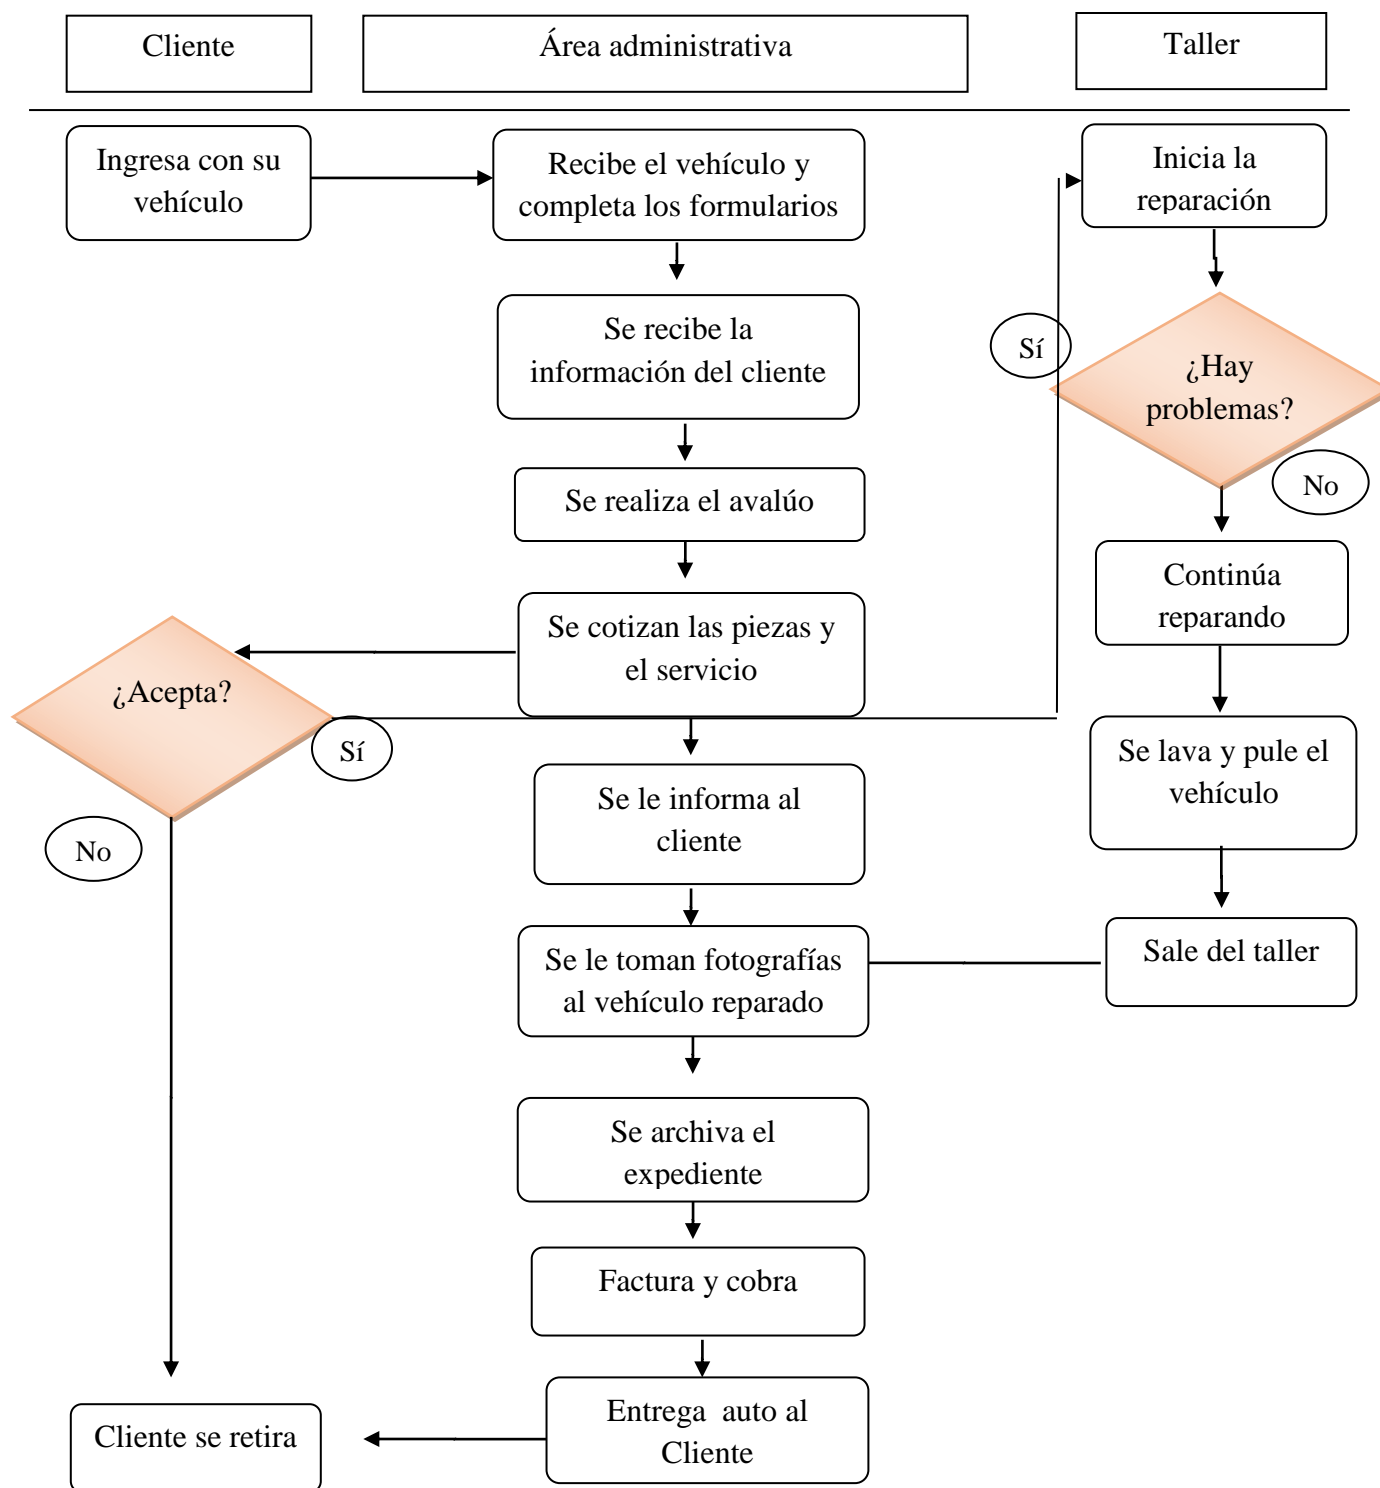 Cliente
Área administrativa
Taller
Ingresa con su
vehículo
Recibe el vehículo y
completa los formularios
Inicia la
reparación
Se recibe la
información del cliente
Sí
¿Hay
problemas?
No
Se realiza el avalúo
Continúa
reparando
Se cotizan las piezas y
el servicio
¿Acepta?
Sí
No
Se le informa al
cliente
Se lava y pule el
vehículo
Se le toman fotografías
al vehículo reparado
Sale del taller
Se archiva el
expediente
Factura y cobra
Entrega  auto al
Cliente
Cliente se retira